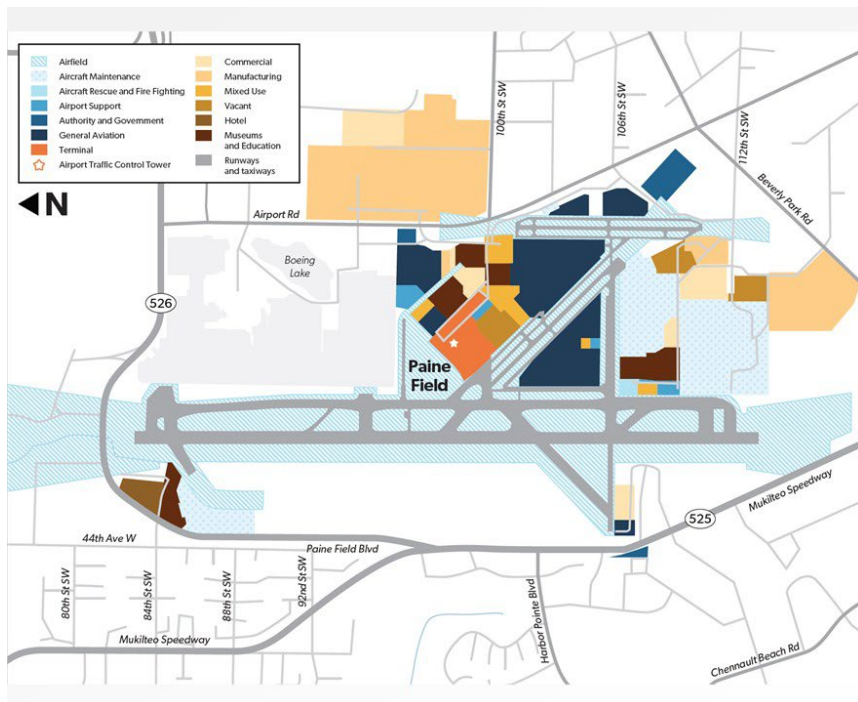 Airfield
Aircraft Maintenance
Aircraft Rescue and Fire Fighting
Airport Support
Authority and Government
General Aviation
Terminal
Airport Traffic Control Tower
Commercial
Manufacturing
Mixed Use
Vacant
Hotel
Museums
and Education
Runways
and taxiways
N
100th St SW
106th St SW
112th St SW
Beverly Park Rd
Airport Rd
Boeing
Lake
526
Paine
Field
Mukilteo Speedway
525
44th Ave W
Paine Field Blvd
80th St SW
84th St SW
88th St SW
92nd St SW
Harbor Pointe Blvd
Mukilteo Speedway
Chennault Beach Rd